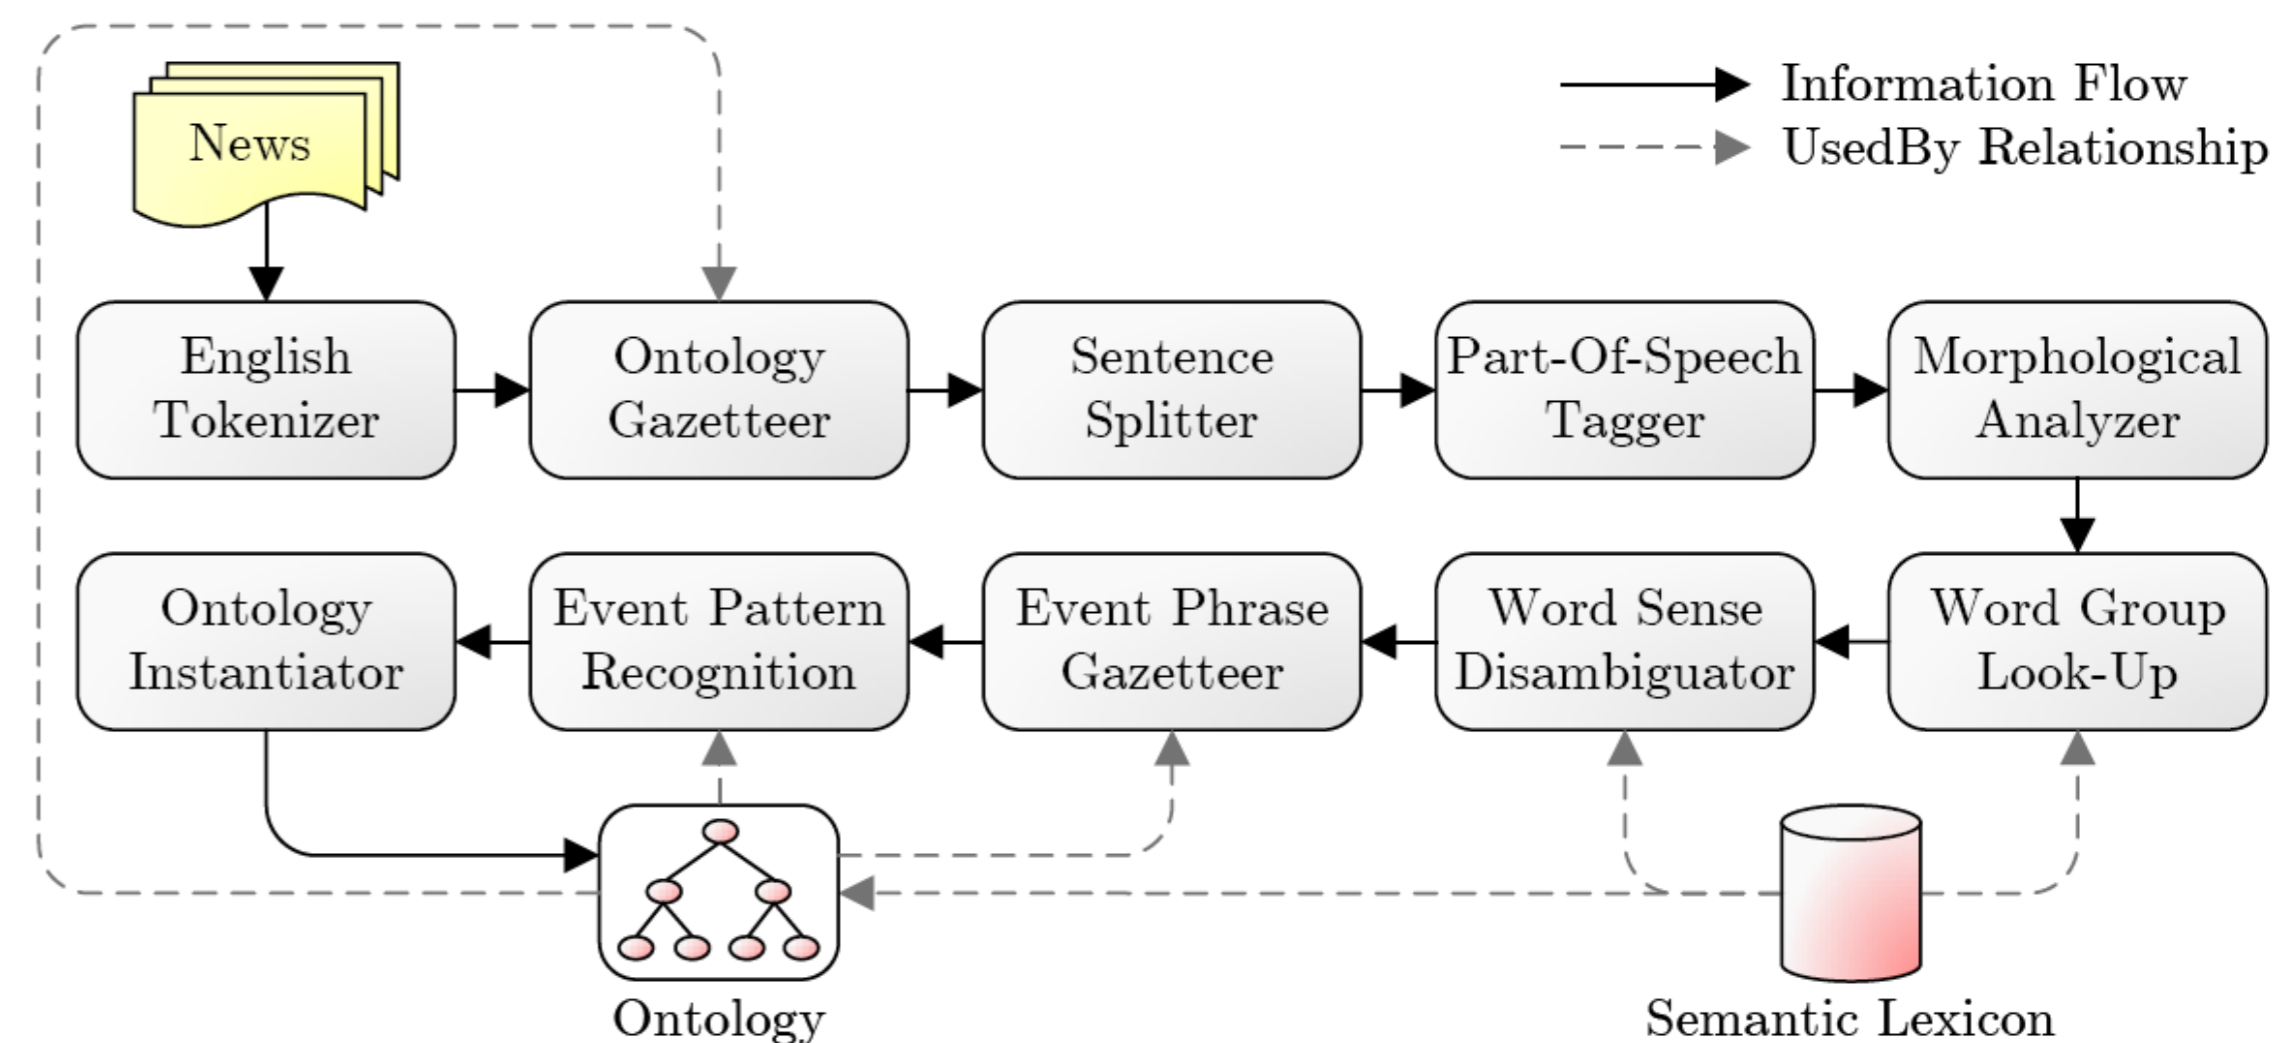 News
Information Flow
UsedBy Relationship
English
Tokenizer
Ontology
Gazetteer
Sentence
Splitter
Part-Of-Speech
Tagger
Morphological
Analyzer
Ontology
Instantiator
Event Pattern
Recognition
Event Phrase
Gazetteer
Word Sense
Disambiguator
Word Group
Look-Up
Ontology
Semantic Lexicon